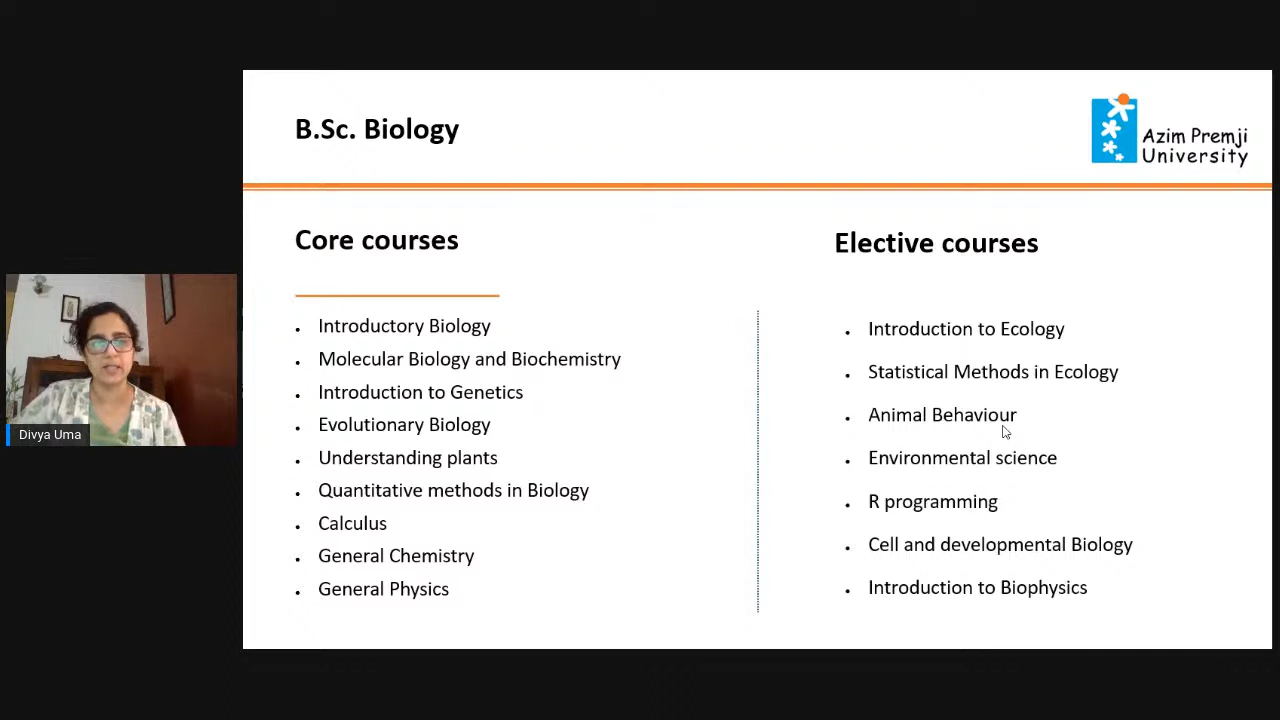 B.Sc. Biology
Azim Premji
University
Core courses
Introductory Biology
Molecular Biology and Biochemistry
Introduction to Genetics
Evolutionary Biology
Understanding plants
Quantitative methods in Biology
Calculus
General Chemistry
General Physics
Elective courses
Introduction to Ecology
Statistical Methods in Ecology
Animal Behaviour
Environmental science
R programming
Cell and developmental Biology
Introduction to Biophysics
Divya Uma